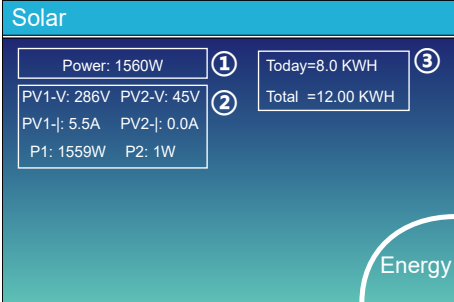 Solar
Power: 1560W
①
PV1-V: 286V PV2-V: 45V
②
PV1-|: 5.5A PV2-|: 0.0A
P1: 1559W P2: 1W
Today=8.0 KWH
③
Total =12.00 KWH
Energy